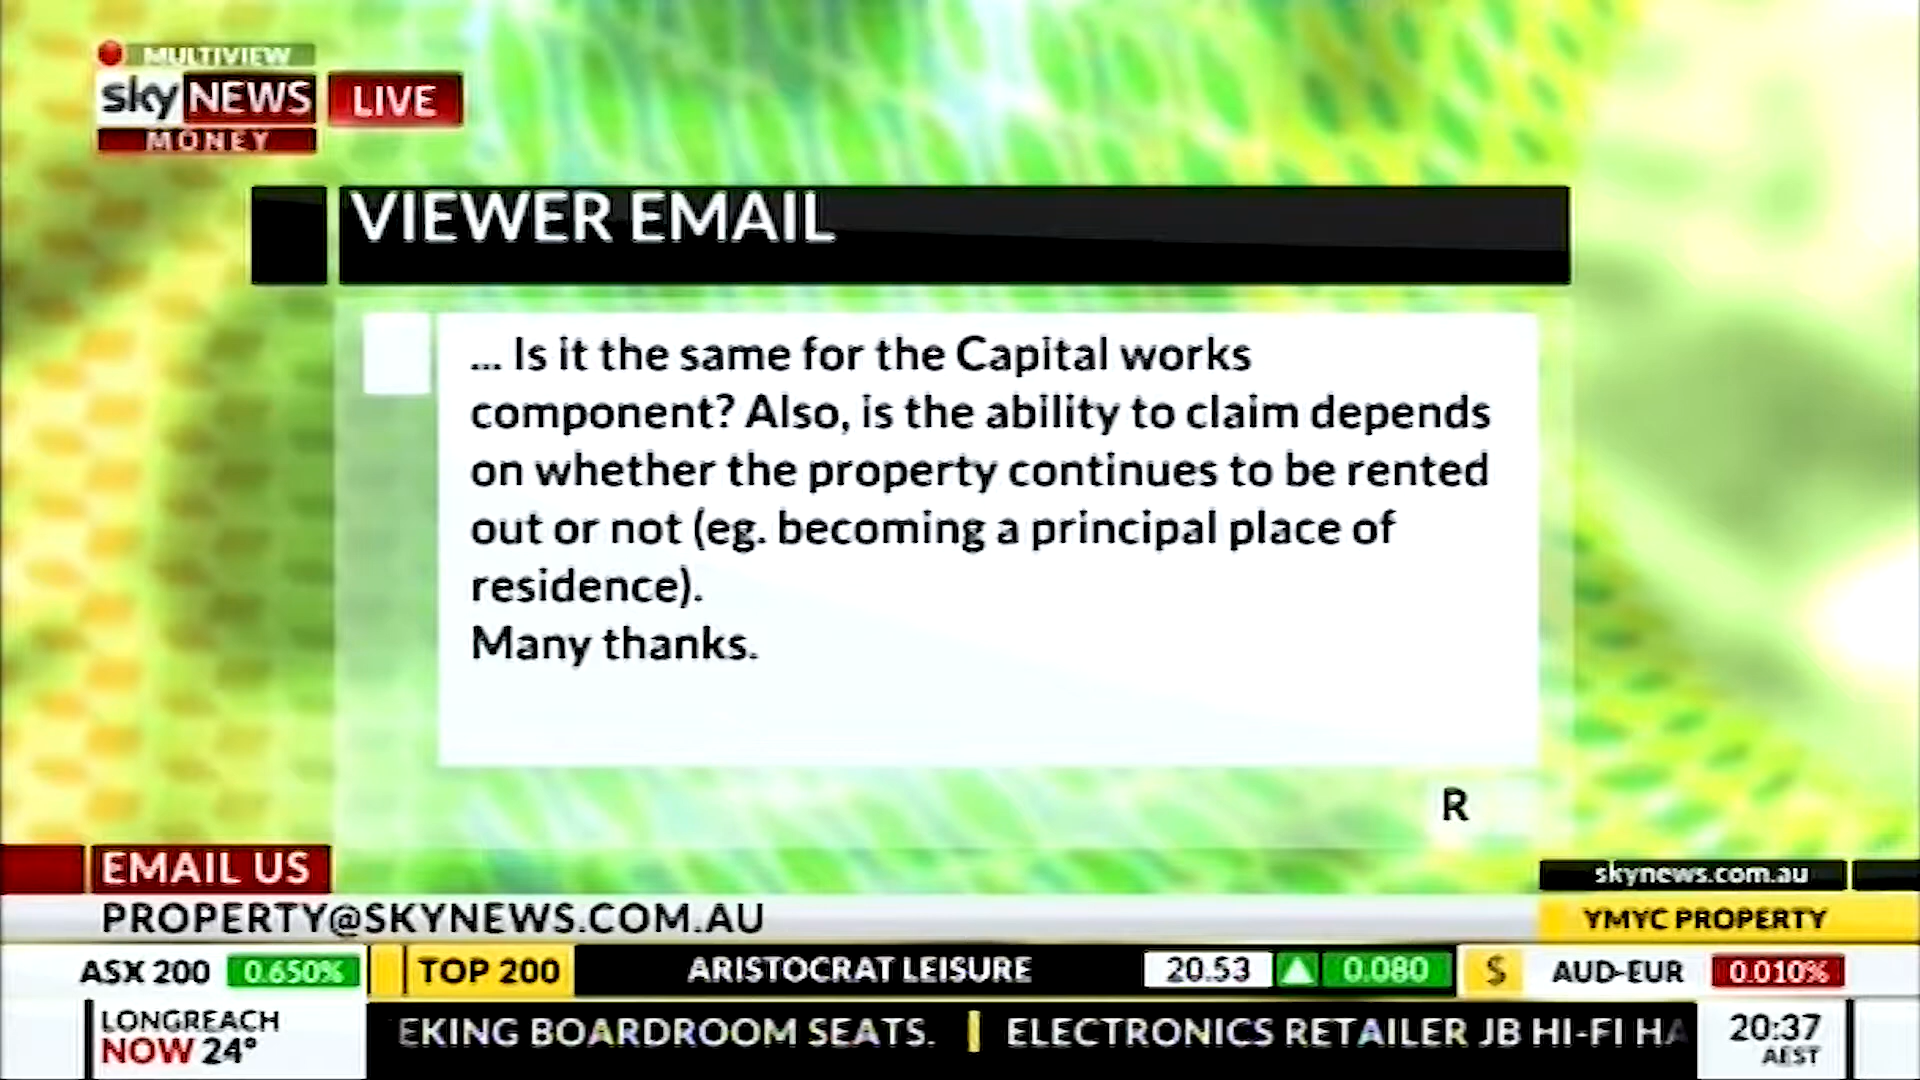 MULTIVIEW
sky NEWS LIVE
MONEY
VIEWER EMAIL
... Is it the same for the Capital works
component? Also, is the ability to claim depends
on whether the property continues to be rented
out or not (eg. becoming a principal place of
residence).
Many thanks.
R
EMAIL US
skynews.com.au
PROPERTY@SKYNEWS.COM.AU
YMYC PROPERTY
ASX 200 0.650% TOP 200 ARISTOCRAT LEISURE 20.53 0.080 $ AUD-EUR 0.010%
LONGREACH
NOW 24°
EKING BOARDROOM SEATS. ELECTRONICS RETAILER JB HI-FI HA
20:37
AEST